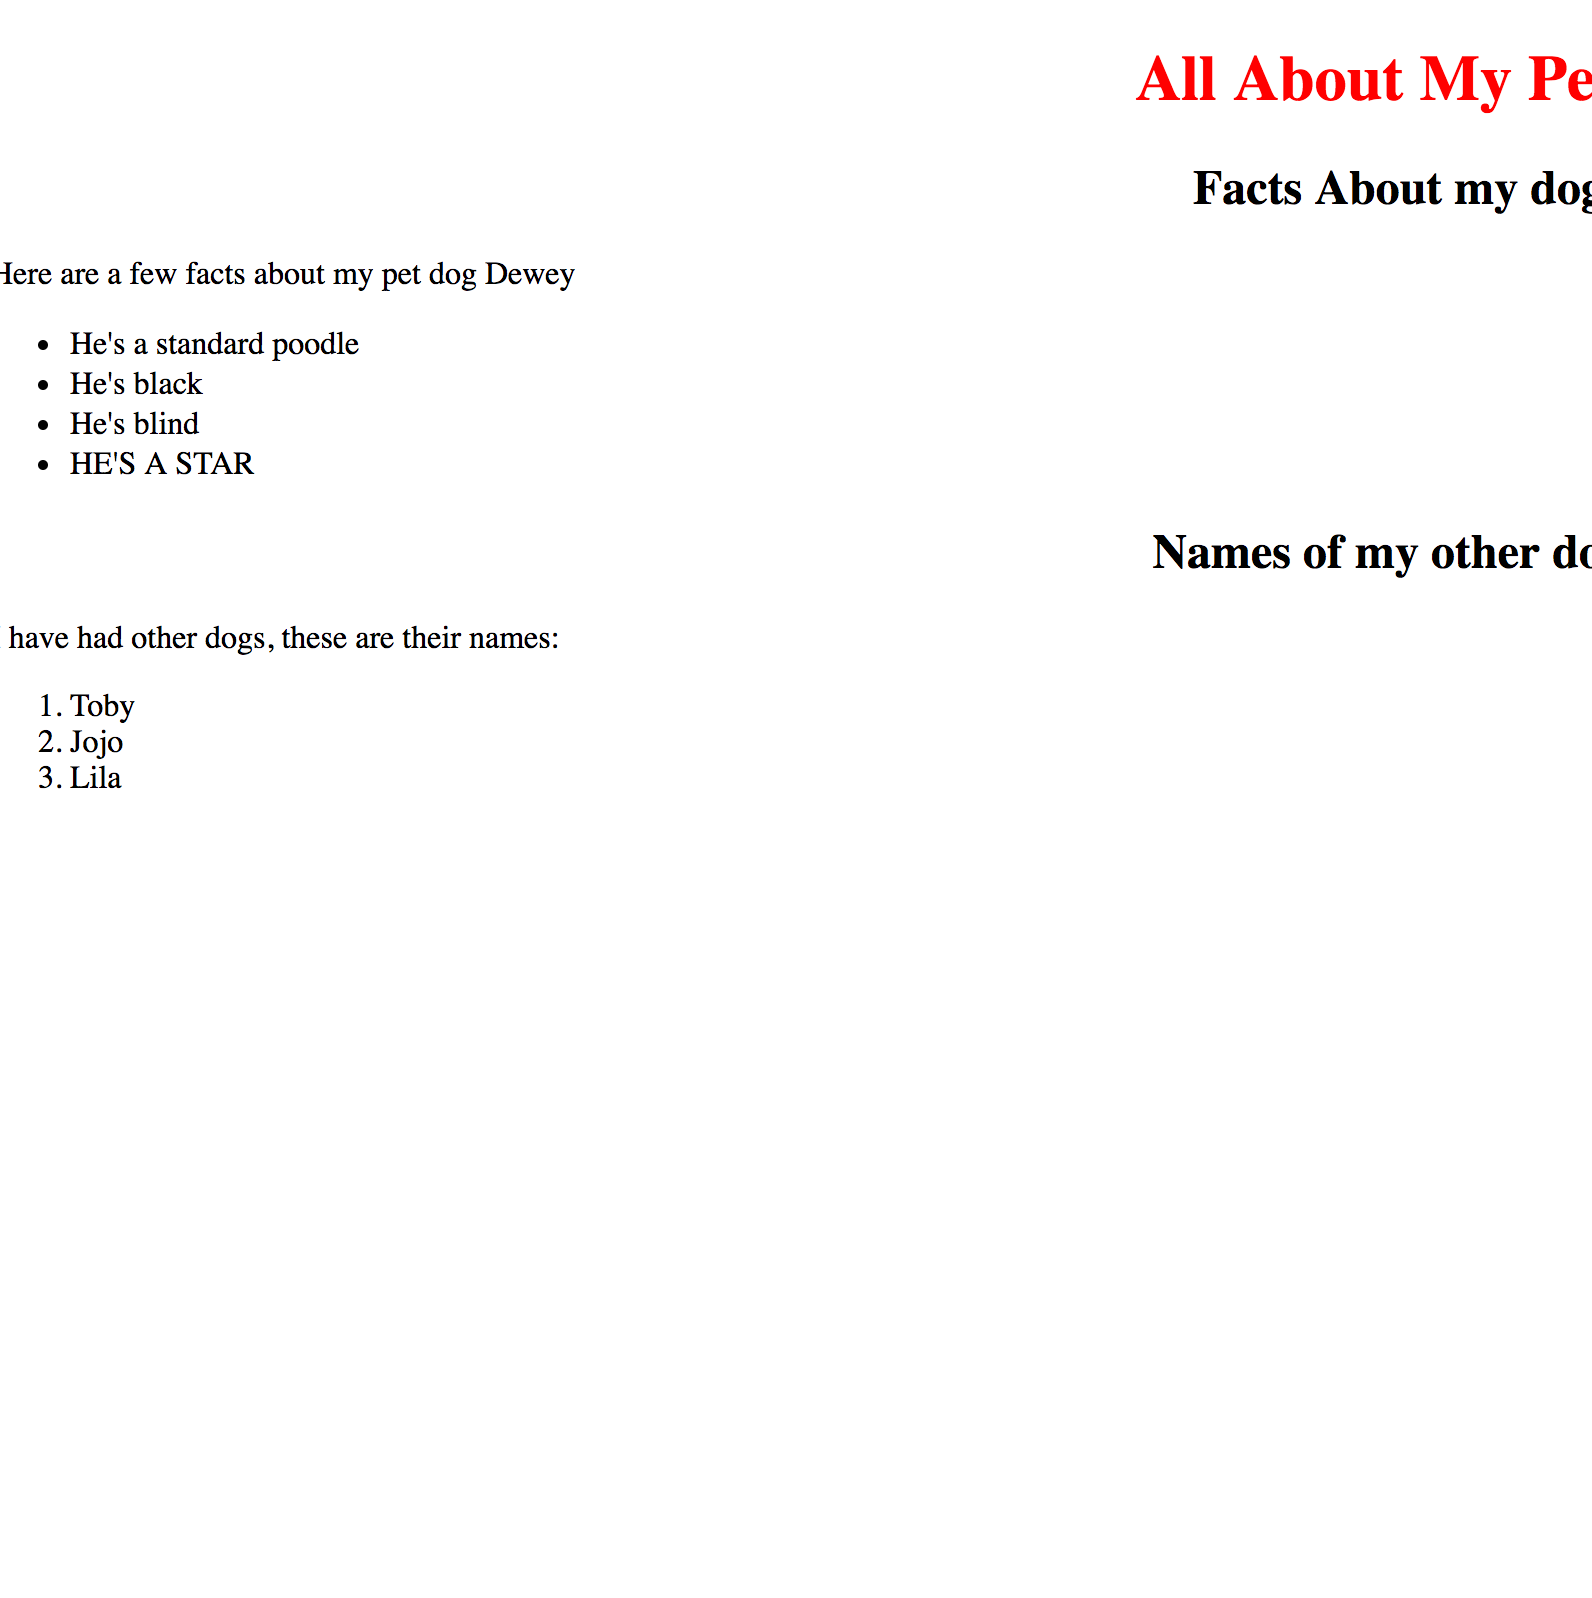 All About My Pe
Facts About my dog
Here are a few facts about my pet dog Dewey
• He's a standard poodle
• He's black
• He's blind
• HE'S A STAR
Names of my other do
have had other dogs, these are their names:
1. Toby
2. Jojo
3. Lila